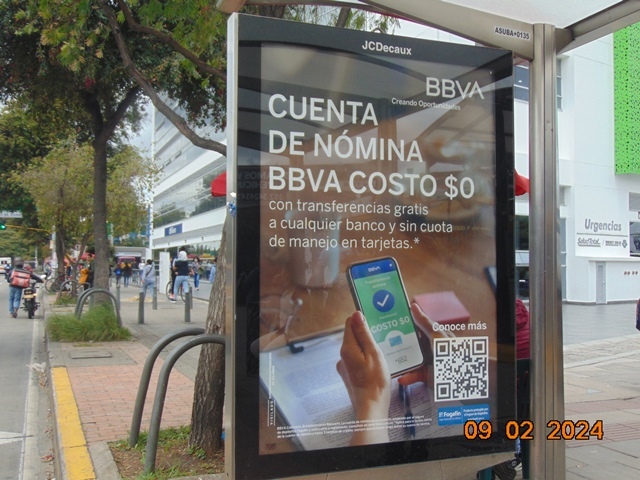 JCDecaux
A5UBA+0135
BBVA
Creando Oportunidades
CUENTA
DE NÓMINA
BBVA COSTO $0
con transferencias gratis
a cualquier banco y sin cuota
de manejo en tarjetas.*
COSTO $0
Conoce más
Fogafín
Urgencias
09 02 2024